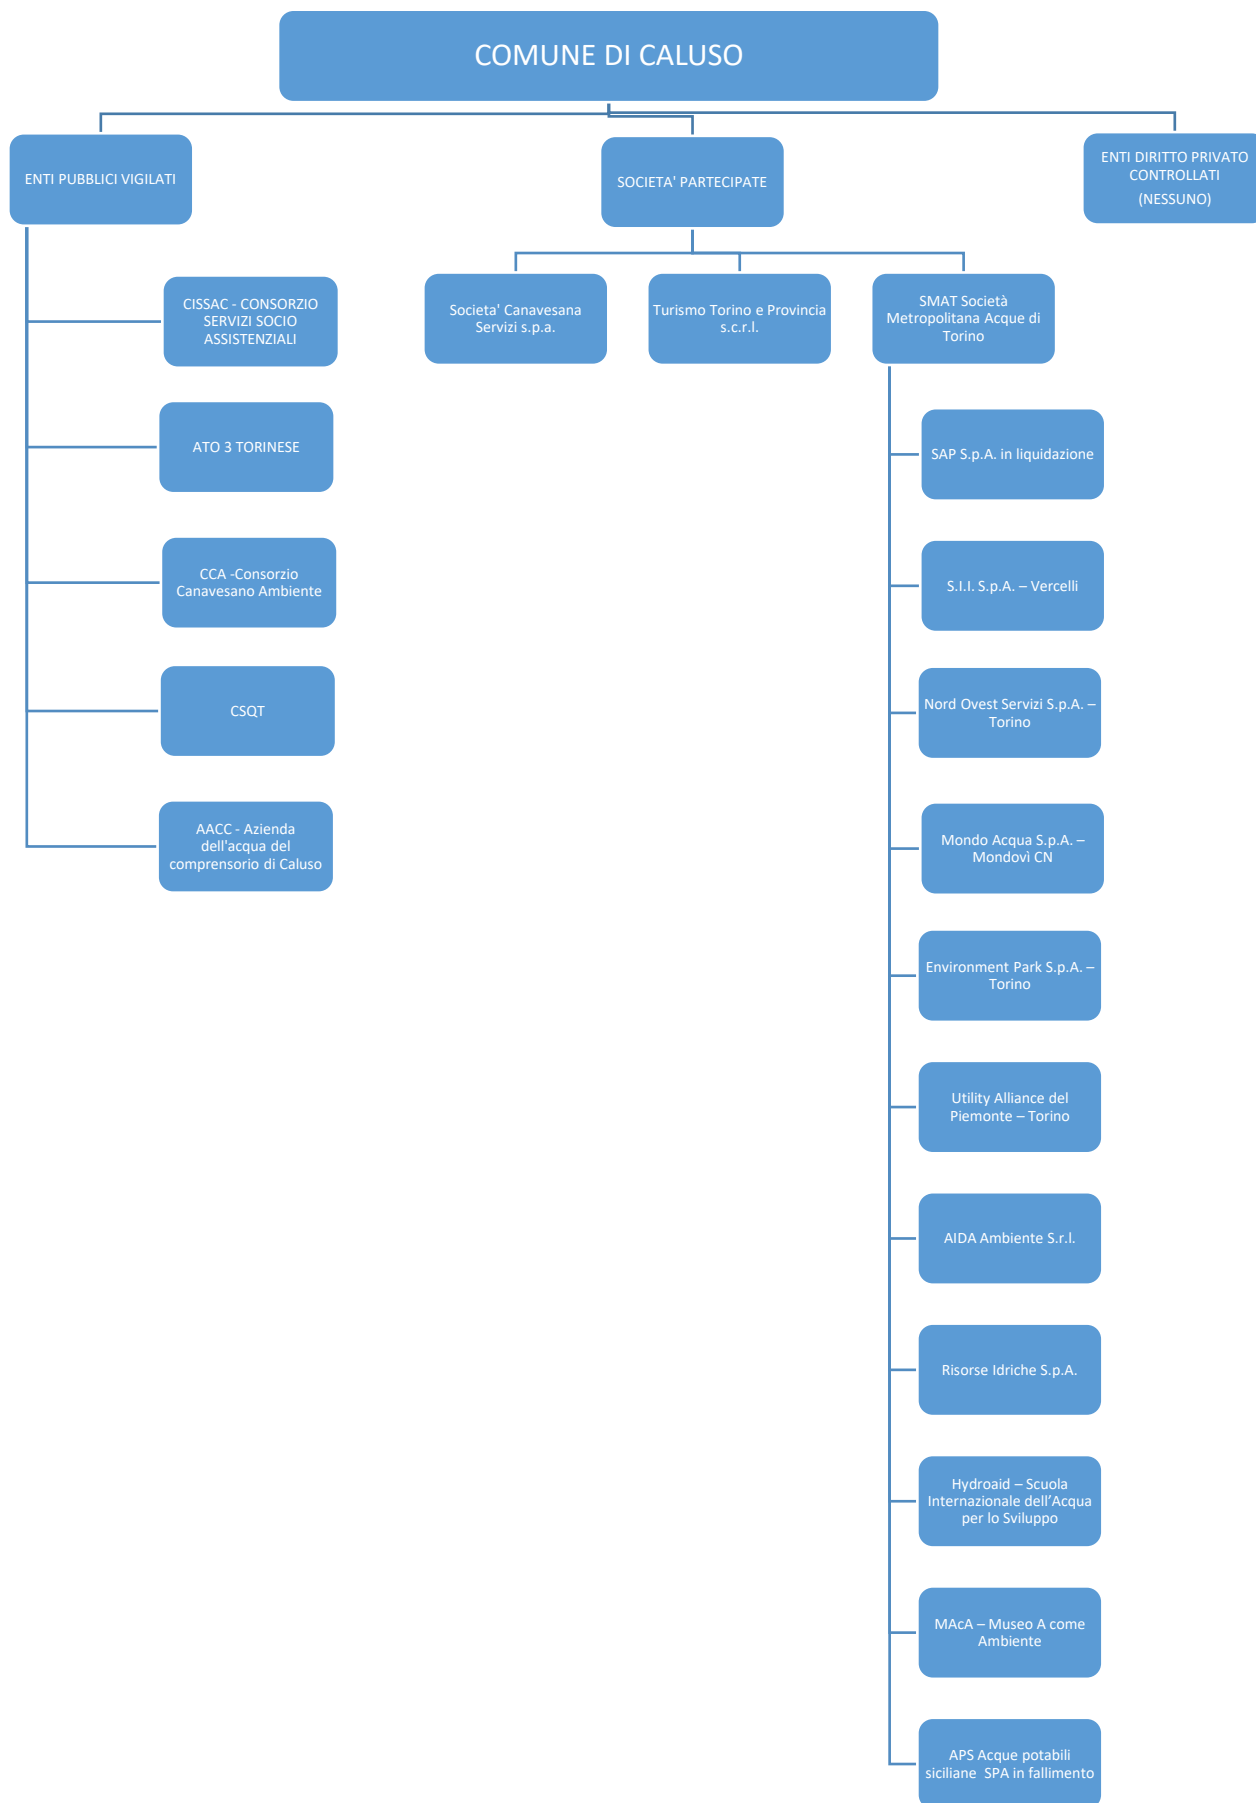 COMUNE DI CALUSO
ENTI PUBBLICI VIGILATI
SOCIETA' PARTECIPATE
ENTI DIRITTO PRIVATO
CONTROLLATI
(NESSUNO)
CISSAC - CONSORZIO
SERVIZI SOCIO
ASSISTENZIALI
ATO 3 TORINESE
CCA -Consorzio
Canavesano Ambiente
CSQT
AACC - Azienda
dell'acqua del
comprensorio di Caluso
Societa' Canavesana
Servizi s.p.a.
Turismo Torino e Provincia
s.c.r.l.
SMAT Società
Metropolitana Acque di
Torino
SAP S.p.A. in liquidazione
S.I.I. S.p.A. – Vercelli
Nord Ovest Servizi S.p.A. –
Torino
Mondo Acqua S.p.A. –
Mondovì CN
Environment Park S.p.A. –
Torino
Utility Alliance del
Piemonte – Torino
AIDA Ambiente S.r.l.
Risorse Idriche S.p.A.
Hydroaid – Scuola
Internazionale dell’Acqua
per lo Sviluppo
MAcA – Museo A come
Ambiente
APS Acque potabili
siciliane  SPA in fallimento